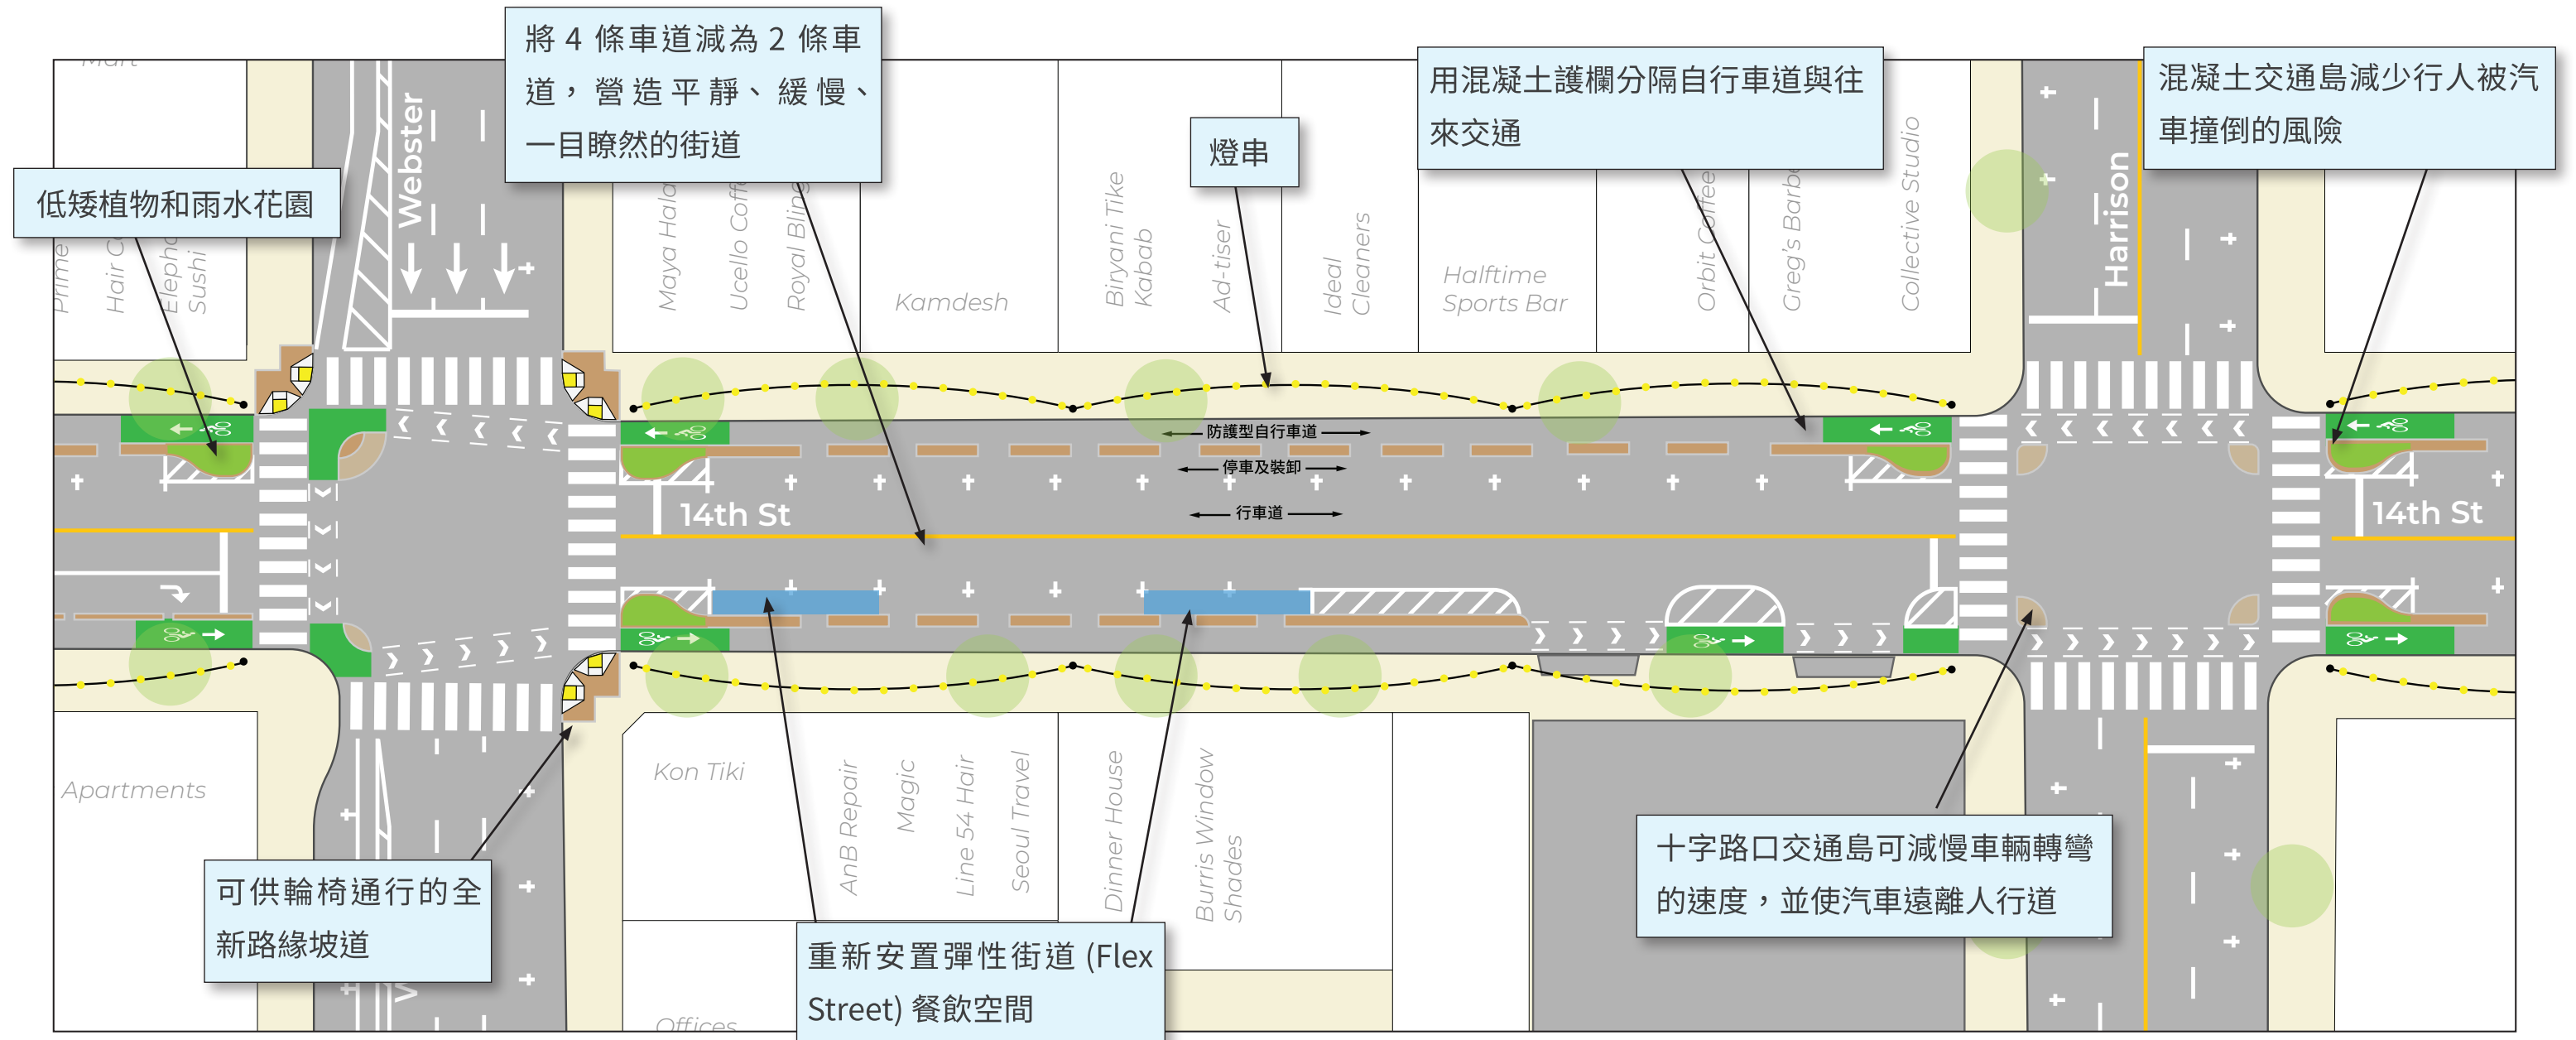 將 4 條車道減為 2 條車
道，營造平靜、緩慢、
一目瞭然的街道
用混凝土護欄分隔自行車道與往
來交通
混凝土交通島減少行人被汽
車撞倒的風險
燈串
低矮植物和雨水花園
Webster
Harrison
Prime
Sushi
Kamdesh
Biryani Tike
Kabab
Ad-tiser
Ideal
Cleaners
Halftime
Sports Bar
Orbit Coffee
Greg's
Collective Studio
Maya
Ucello
Royal
防護型自行車道
停車及裝卸
行車道
14th St
14th St
Apartments
Kon Tiki
AnB Repair
Magic
Line 54 Hair
Seoul Travel
Dinner House
Burris Window
Shades
Offices
可供輪椅通行的全
新路緣坡道
重新安置彈性街道 (Flex
Street) 餐飲空間
十字路口交通島可減慢車輛轉彎
的速度，並使汽車遠離人行道